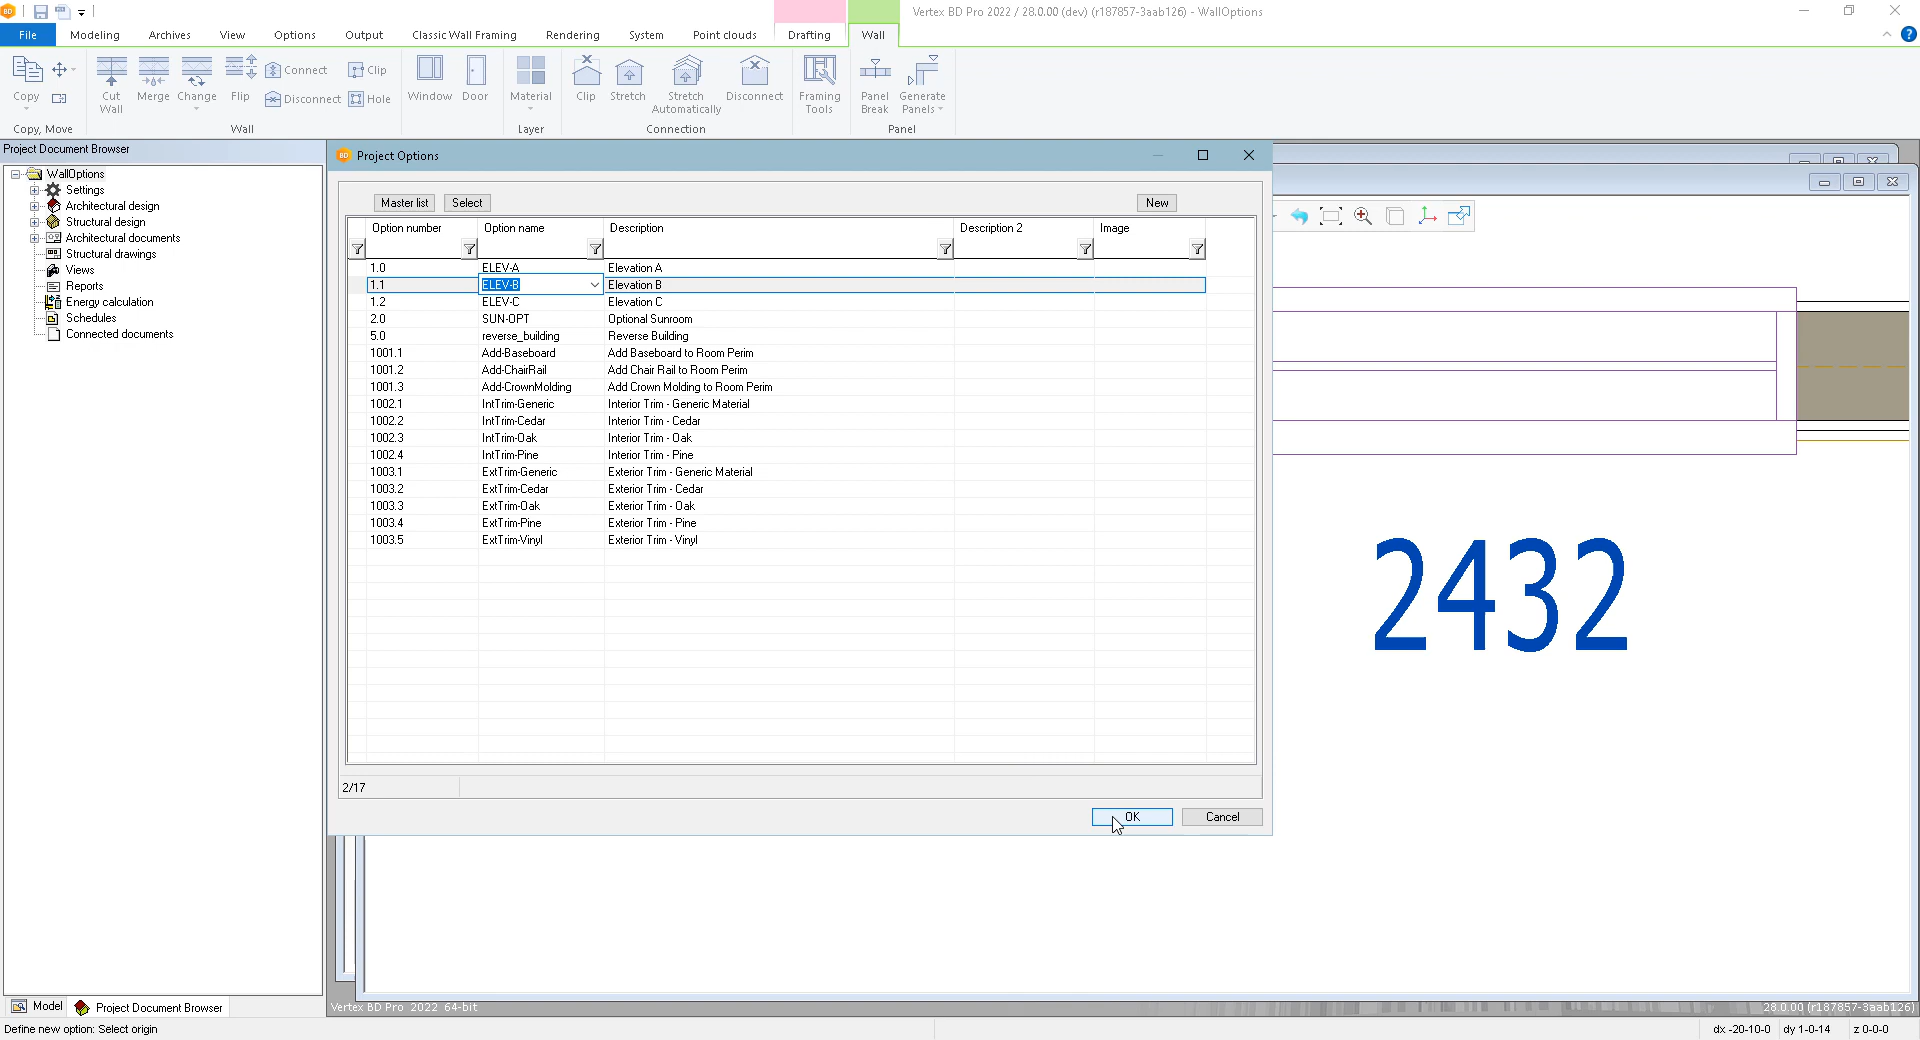 BD
Vertex BD Pro 2022 / 28.0.00 (dev) (r187857-3aab126) - WallOptions
File Modeling Archives View Options Output Classic Wall Framing Rendering System Point clouds Drafting Wall
Copy Cut Wall Merge Change Flip Connect Disconnect Clip Hole Window Door Material Clip Stretch Stretch Automatically Disconnect Framing Tools Panel Break Generate Panels
Copy, Move Wall Layer Connection Panel
Project Document Browser
WallOptions
Settings
Architectural design
Structural design
Architectural documents
Structural drawings
Views
Reports
Energy calculation
Schedules
Connected documents
BD Project Options
Master list Select New
Option number Option name Description Description 2 Image
1.0 ELEV-A Elevation A
1.1 ELEV-B Elevation B
1.2 ELEV-C Elevation C
2.0 SUN-OPT Optional Sunroom
5.0 reverse_building Reverse Building
1001.1 Add-Baseboard Add Baseboard to Room Perim
1001.2 Add-ChairRail Add Chair Rail to Room Perim
1001.3 Add-CrownMolding Add Crown Molding to Room Perim
1002.1 IntTrim-Generic Interior Trim - Generic Material
1002.2 IntTrim-Cedar Interior Trim - Cedar
1002.3 IntTrim-Oak Interior Trim - Oak
1002.4 IntTrim-Pine Interior Trim - Pine
1003.1 ExtTrim-Generic Exterior Trim - Generic Material
1003.2 ExtTrim-Cedar Exterior Trim - Cedar
1003.3 ExtTrim-Oak Exterior Trim - Oak
1003.4 ExtTrim-Pine Exterior Trim - Pine
1003.5 ExtTrim-Vinyl Exterior Trim - Vinyl
2/17
OK Cancel
2432
Model Project Document Browser
Vertex BD Pro 2022 64-bit
28.0.00 (r187857-3aab126)
Define new option: Select origin
dx -20-10-0 dy 1-0-14 z 0-0-0